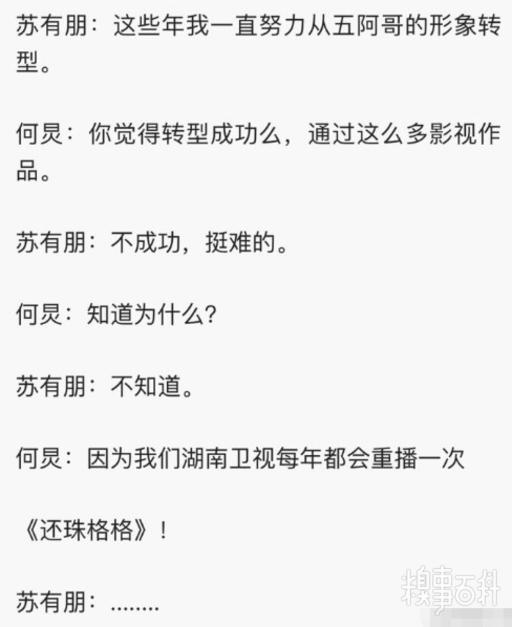 苏有朋：这些年我一直努力从五阿哥的形象转
型。
何炅：你觉得转型成功么，通过这么多影视作
品。
苏有朋：不成功，挺难的。
何炅：知道为什么？
苏有朋：不知道。
何炅：因为我们湖南卫视每年都会重播一次
《还珠格格》！
苏有朋：........
糗事百科